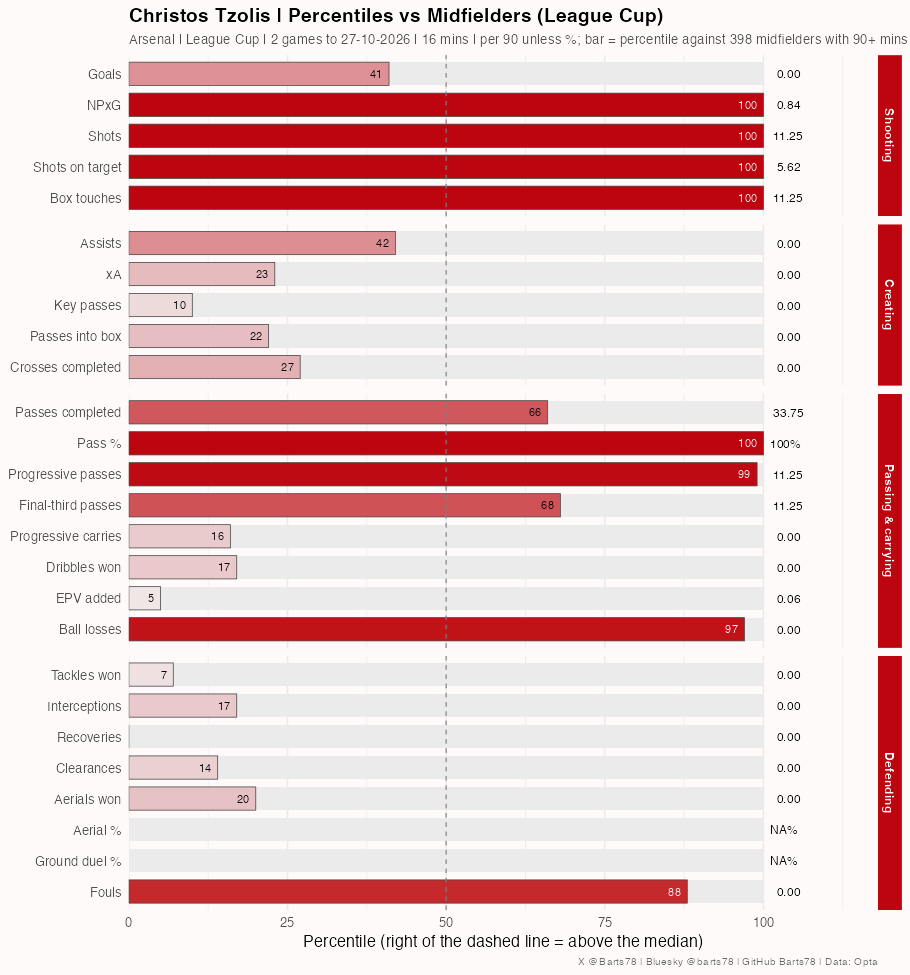 Christos Tzolis | Percentiles vs Midfielders (League Cup)
Arsenal | League Cup | 2 games to 27-10-2026 | 16 mins | per 90 unless %; bar = percentile against 398 midfielders with 90+ mins
Goals 41 0.00
NPxG 100 0.84
Shots 100 11.25
Shots on target 100 5.62
Box touches 100 11.25
Shooting
Assists 42 0.00
xA 23 0.00
Key passes 10 0.00
Passes into box 22 0.00
Crosses completed 27 0.00
Creating
Passes completed 66 33.75
Pass % 100 100%
Progressive passes 99 11.25
Final-third passes 68 11.25
Progressive carries 16 0.00
Dribbles won 17 0.00
EPV added 5 0.06
Ball losses 97 0.00
Passing & carrying
Tackles won 7 0.00
Interceptions 17 0.00
Recoveries 0.00
Clearances 14 0.00
Aerials won 20 0.00
Aerial % NA%
Ground duel % NA%
Fouls 88 0.00
Defending
0 25 50 75 100
Percentile (right of the dashed line = above the median)
X @Barts78 | Bluesky @barts78 | GitHub Barts78 | Data: Opta